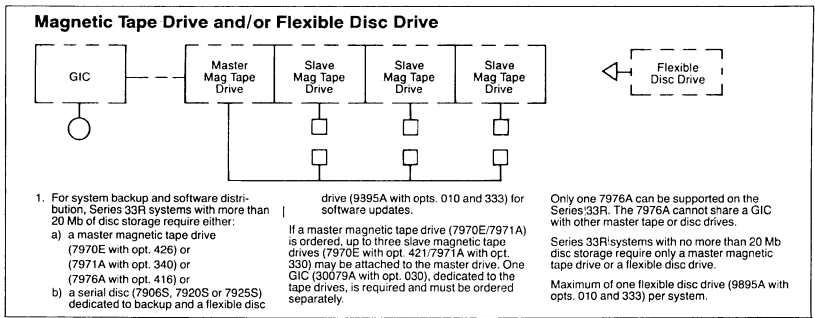 Magnetic Tape Drive and/or Flexible Disc Drive
GIC
Master
Mag Tape
Drive
Slave
Mag Tape
Drive
Slave
Mag Tape
Drive
Slave
Mag Tape
Drive
Flexible
Disc Drive
1. For system backup and software distri-
bution, Series 33R systems with more than
20 Mb of disc storage require either:
a) a master magnetic tape drive
(7970E with opt. 426) or
(7971A with opt. 340) or
(7976A with opt. 416) or
b) a serial disc (7906S, 7920S or 7925S)
dedicated to backup and a flexible disc
drive (9895A with opts. 010 and 333) for
software updates.
If a master magnetic tape drive (7970E/7971A)
is ordered, up to three slave magnetic tape
drives (7970E with opt. 421/7971A with opt.
330) may be attached to the master drive. One
GIC (30079A with opt. 030), dedicated to the
tape drives, is required and must be ordered
separately.
Only one 7976A can be supported on the
Series 33R. The 7976A cannot share a GIC
with other master tape or disc drives.
Series 33R systems with no more than 20 Mb
disc storage require only a master magnetic
tape drive or a flexible disc drive.
Maximum of one flexible disc drive (9895A with
opts. 010 and 333) per system.